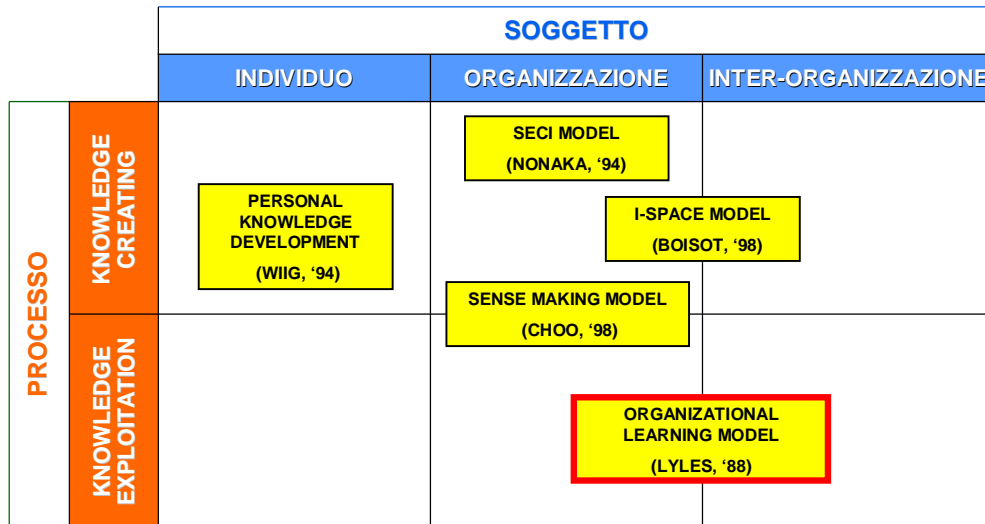 SOGGETTO
INDIVIDUO
ORGANIZZAZIONE
INTER-ORGANIZZAZIONE
PROCESSO
KNOWLEDGE
CREATING
PERSONAL
KNOWLEDGE
DEVELOPMENT
(WIIG, ‘94)
SECI MODEL
(NONAKA, ‘94)
I-SPACE MODEL
(BOISOT, ‘98)
SENSE MAKING MODEL
(CHOO, ‘98)
KNOWLEDGE
EXPLOITATION
ORGANIZATIONAL
LEARNING MODEL
(LYLES, ‘88)